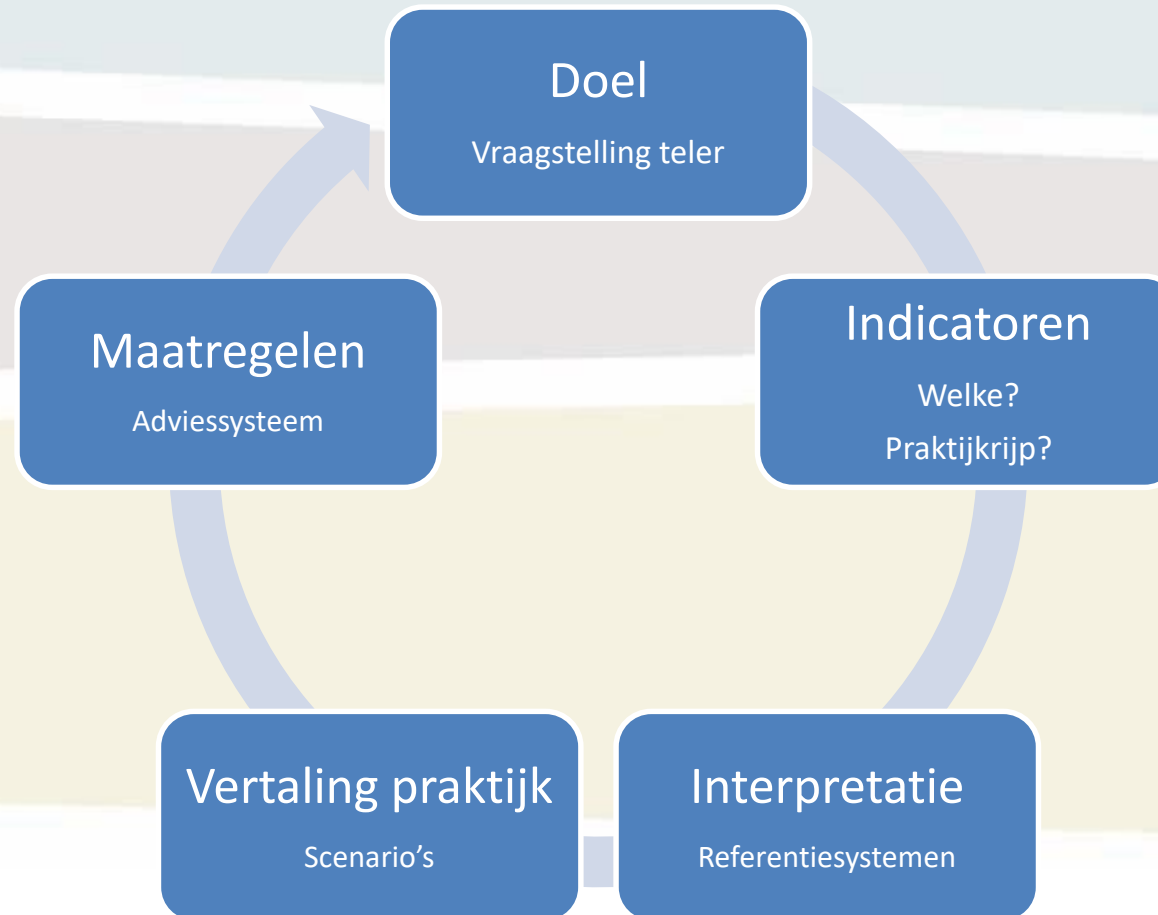 Doel
Vraagstelling teler
Indicatoren
Welke?
Praktijkrijp?
Interpretatie
Referentiesystemen
Vertaling praktijk
Scenario’s
Maatregelen
Adviessysteem